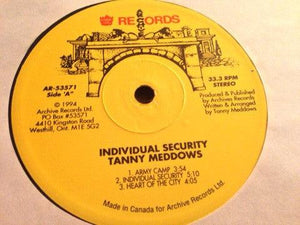 RECORDS
AR-53571
Side 'A'
33.3 RPM
STEREO
℗ 1994
Archive Records Ltd.
PO Box #53571
4410 Kingston Road
Westhill, Ont. M1E 5G2
Produced & Published
by Archives Records
Written & Arranged
by Tanny Meddows
INDIVIDUAL SECURITY
TANNY MEDDOWS
1. ARMY CAMP 3:54
2. INDIVIDUAL SECURITY 5:10
3. HEART OF THE CITY 4:05
Made in Canada for Archive Records Ltd.